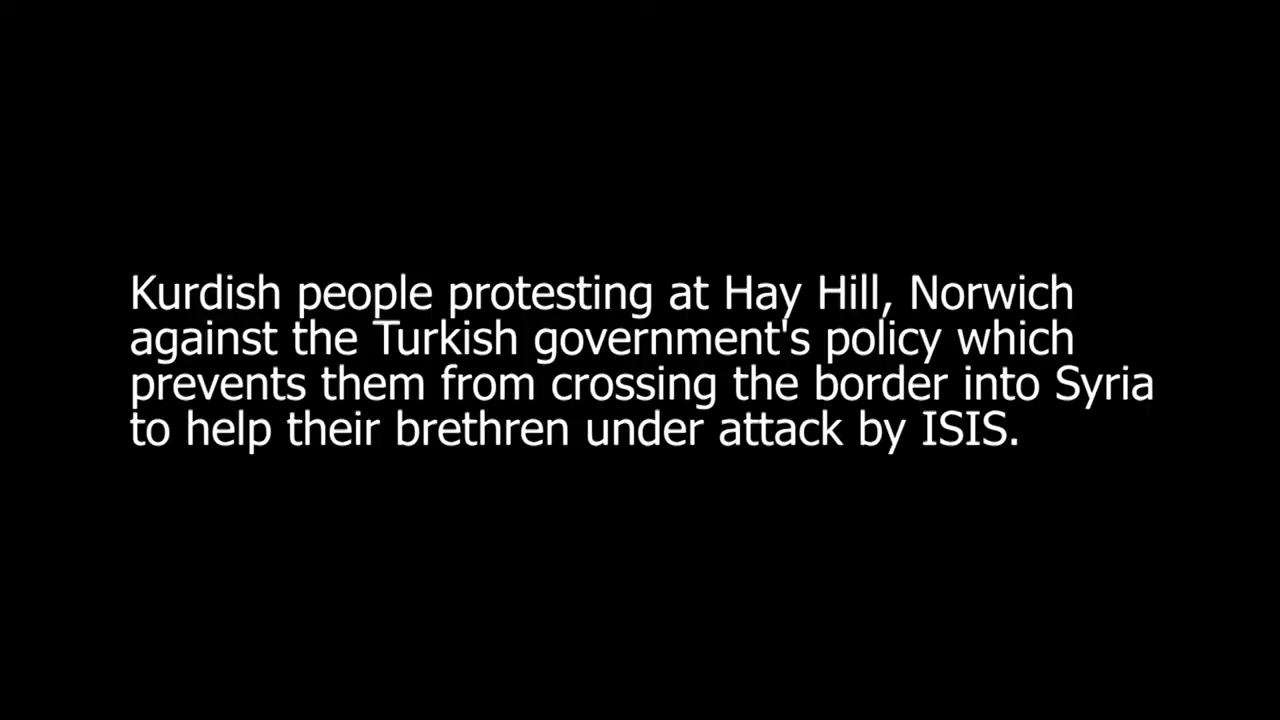 Kurdish people protesting at Hay Hill, Norwich
against the Turkish government's policy which
prevents them from crossing the border into Syria
to help their brethren under attack by ISIS.